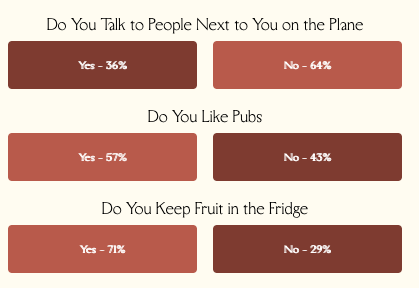 Do You Talk to People Next to You on the Plane
Yes - 36% No - 64%
Do You Like Pubs
Yes - 57% No - 43%
Do You Keep Fruit in the Fridge
Yes - 71% No - 29%